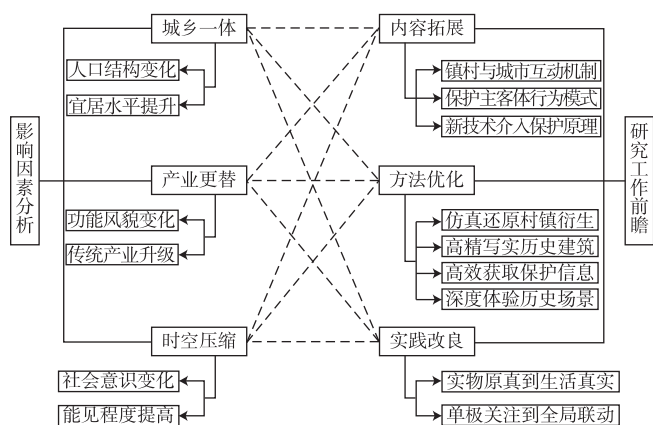 影响因素分析
城乡一体
人口结构变化
宜居水平提升
产业更替
功能风貌变化
传统产业升级
时空压缩
社会意识变化
能见程度提高
内容拓展
镇村与城市互动机制
保护主客体行为模式
新技术介入保护原理
方法优化
仿真还原村镇衍生
高精写实历史建筑
高效获取保护信息
深度体验历史场景
实践改良
实物原真到生活真实
单极关注到全局联动
研究工作前瞻